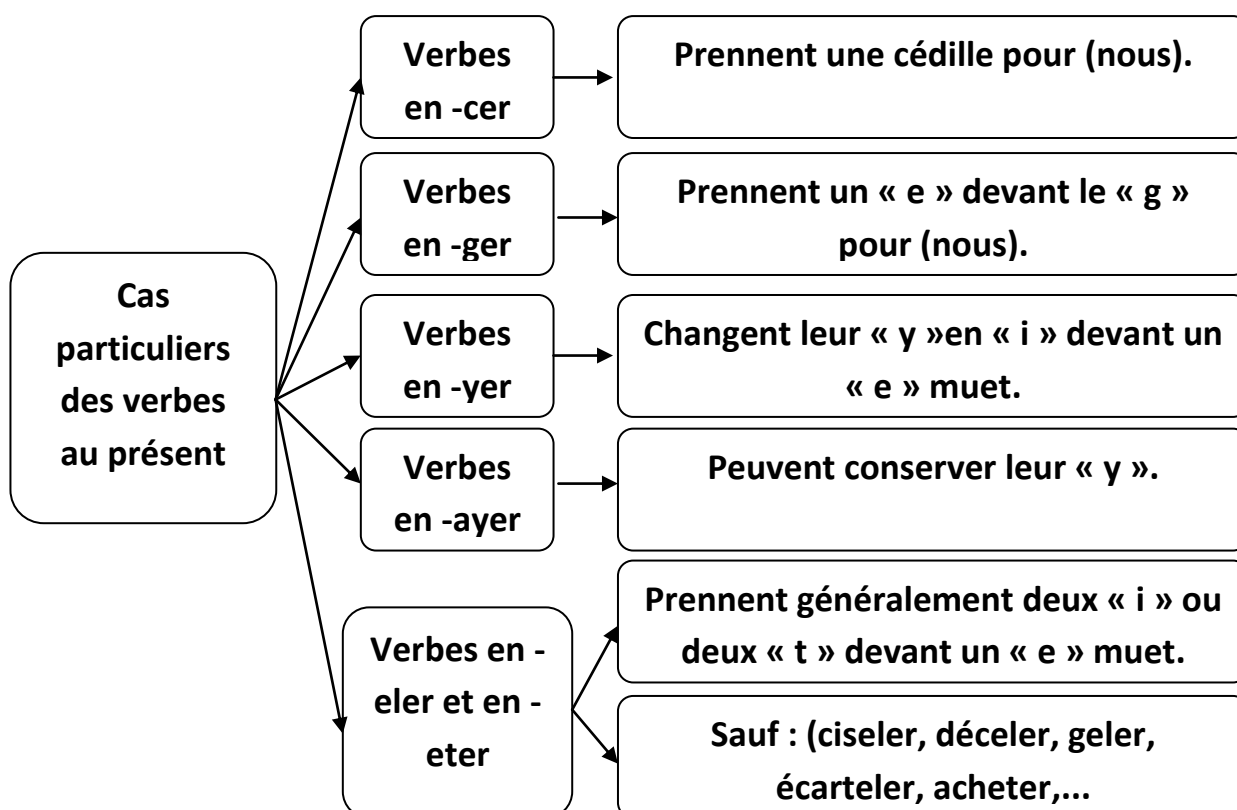 Cas
particuliers
des verbes
au présent
Verbes
en -cer
Prennent une cédille pour (nous).
Verbes
en -ger
Prennent un « e » devant le « g »
pour (nous).
Verbes
en -yer
Changent leur « y »en « i » devant un
« e » muet.
Verbes
en -ayer
Peuvent conserver leur « y ».
Verbes en -
eler et en -
eter
Prennent généralement deux « i » ou
deux « t » devant un « e » muet.
Sauf : (ciseler, déceler, geler,
écarteler, acheter,...